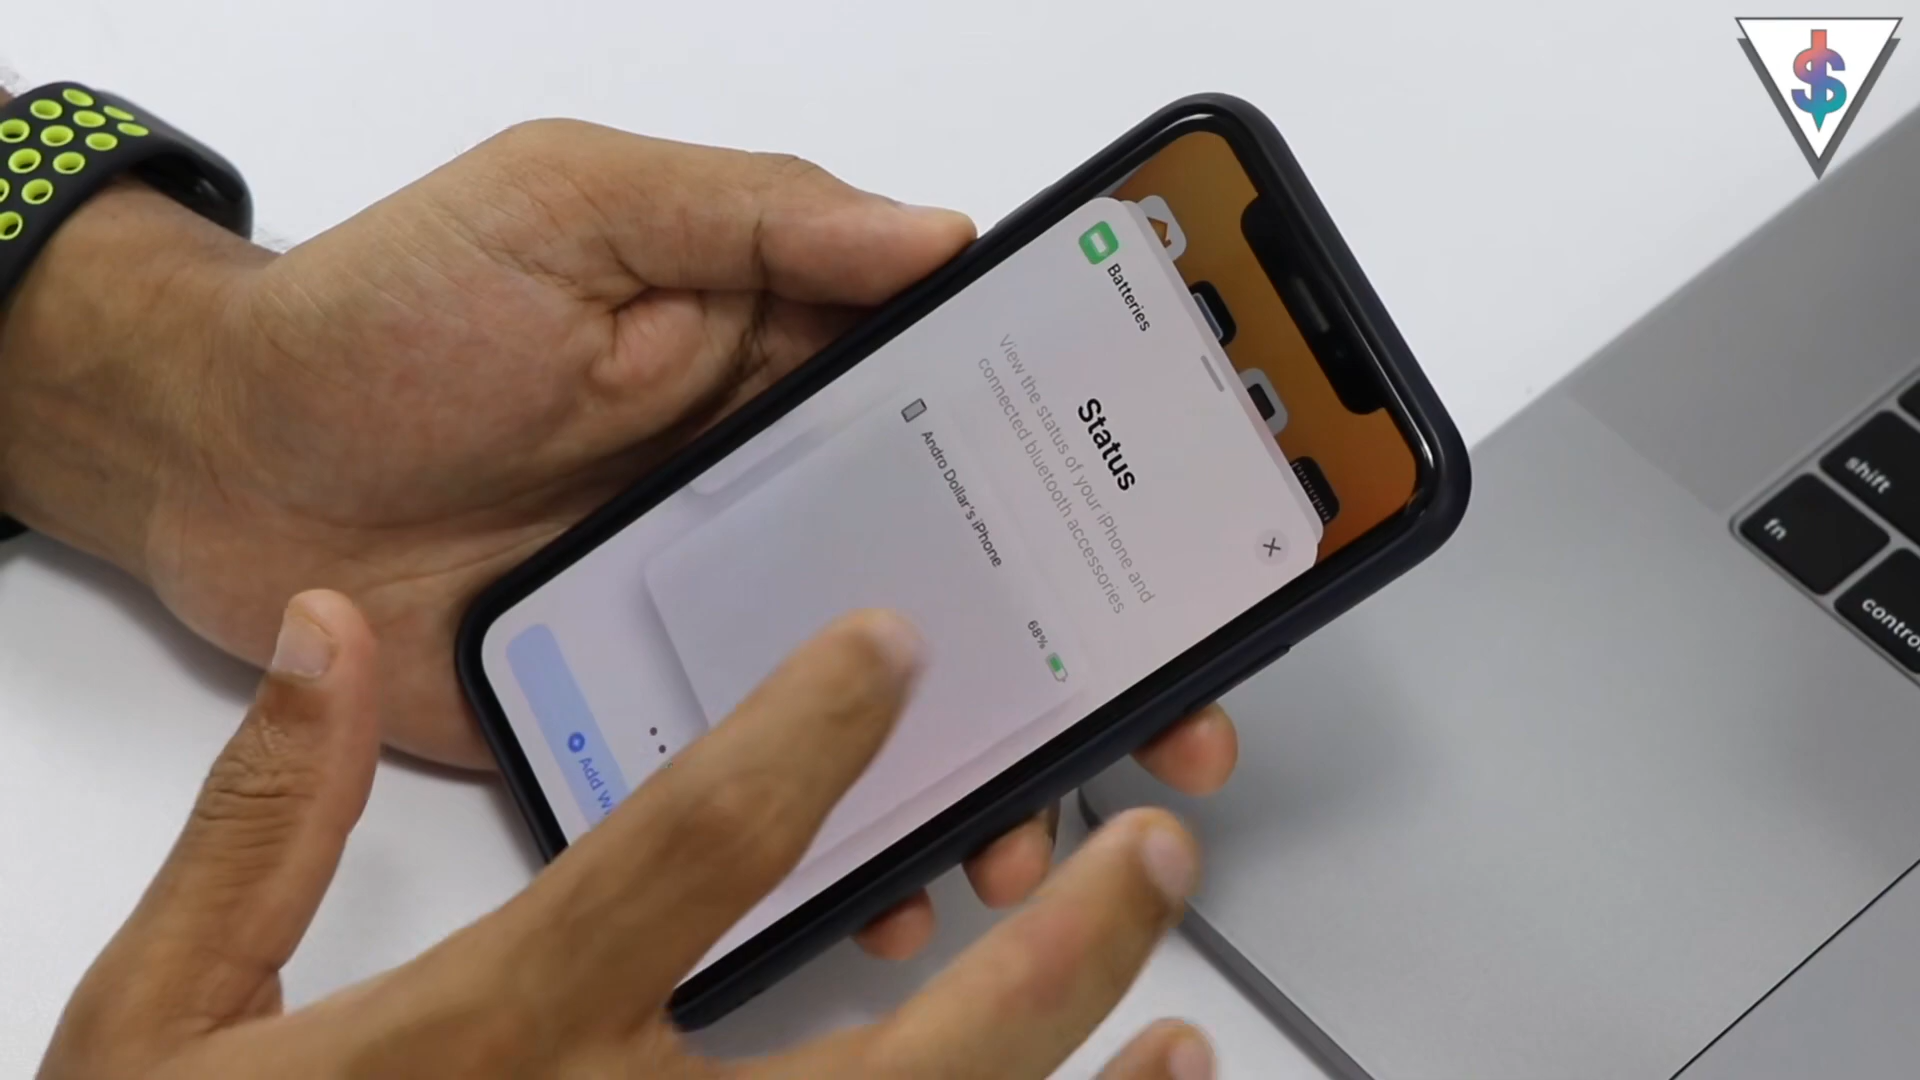 Batteries
Status
View the status of your iPhone and
connected bluetooth accessories
Andro Dollar's iPhone
68%
Add
shift
fn
$